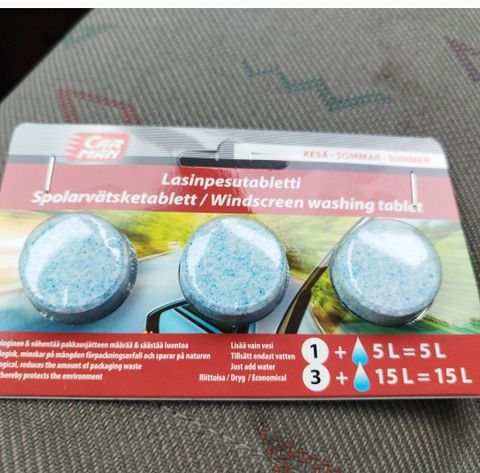 CAR
MAN
KESÄ - SOMMAR - SUMMER
Lasinpesutabletti
Spolarvätsketablett / Windscreen washing tablet
ologinen & vähentää pakkausjätteen määrää & säästää luontoa
logisk, minskar på mängden förpackningsavfall och sparar på naturen
ogical, reduces the amount of packaging waste
thereby protects the environment
Lisää vain vesi
Tillsätt endast vatten
Just add water
Riittoisa / Dryg / Economical
1 + 5 L = 5 L
3 + 15 L = 15 L